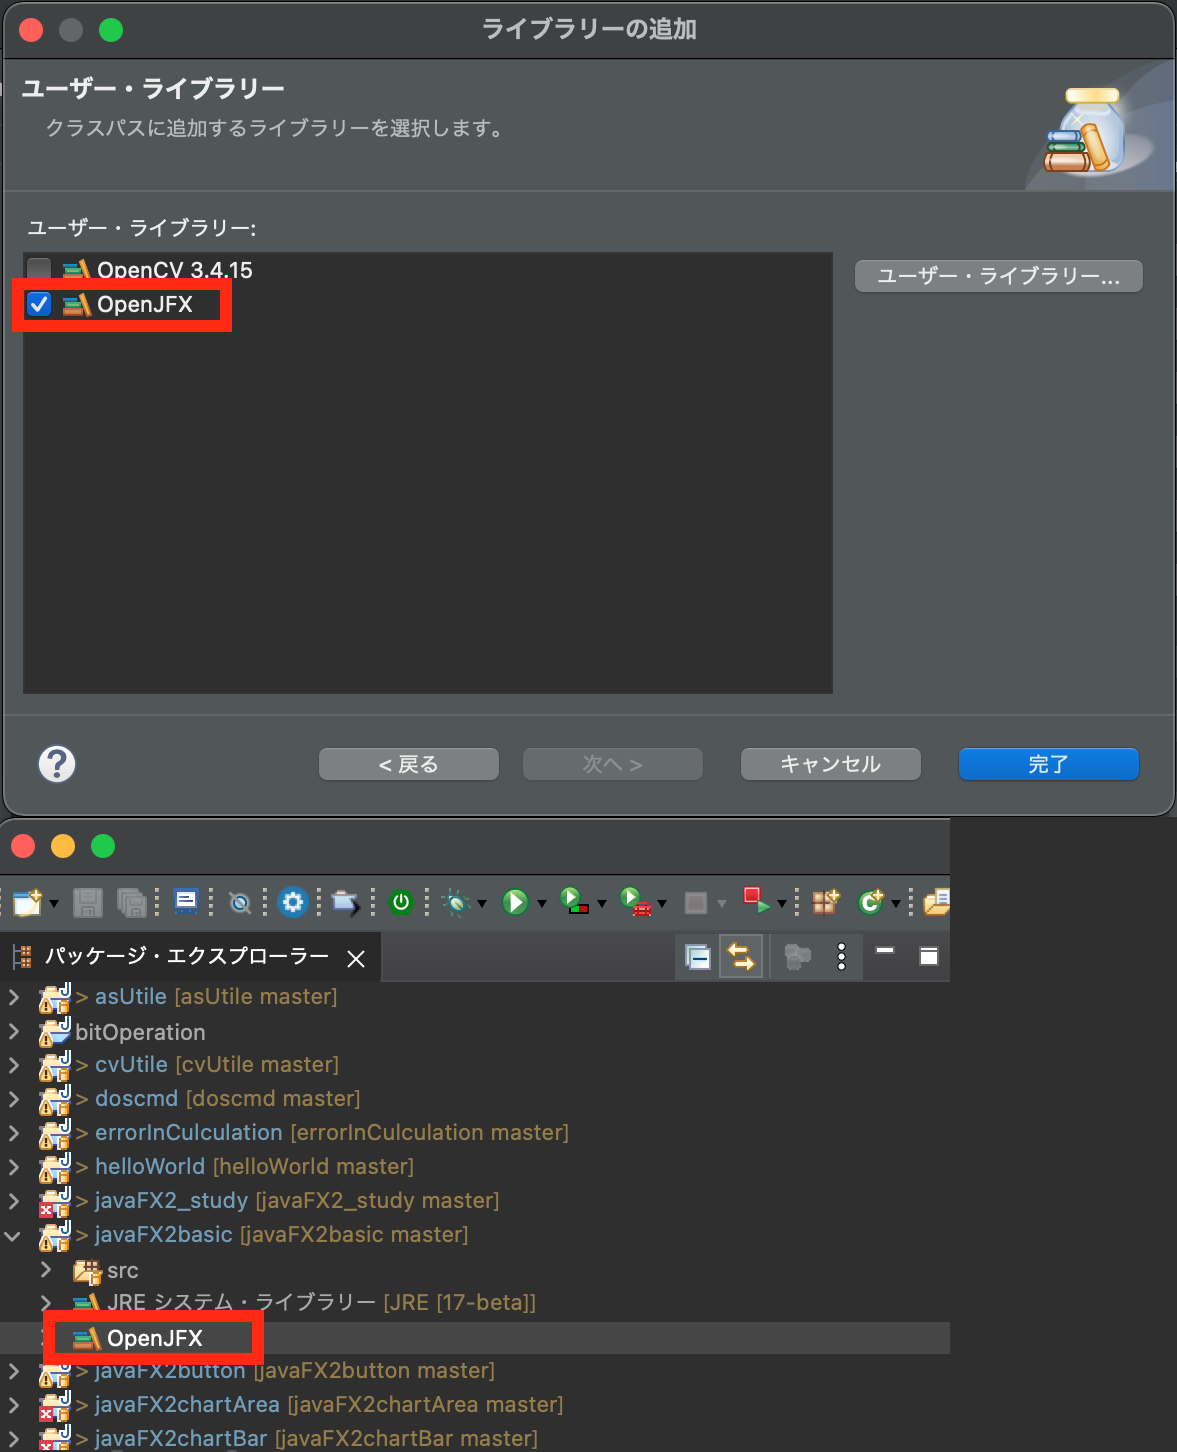 ライブラリーの追加
ユーザー・ライブラリー
クラスパスに追加するライブラリーを選択します。
ユーザー・ライブラリー:
OpenCV 3.4.15
ユーザー・ライブラリー...
OpenJFX
?
< 戻る
次へ >
キャンセル
完了
パッケージ・エクスプローラー
> asUtile [asUtile master]
bitOperation
> cvUtile [cvUtile master]
> doscmd [doscmd master]
> errorInCulculation [errorInCulculation master]
> helloWorld [helloWorld master]
> javaFX2_study [javaFX2_study master]
> javaFX2basic [javaFX2basic master]
src
JRE システム・ライブラリー [JRE [17-beta]]
OpenJFX
> javaFX2button [javaFX2button master]
> javaFX2chartArea [javaFX2chartArea master]
> javaFX2chartBar [javaFX2chartBar master]